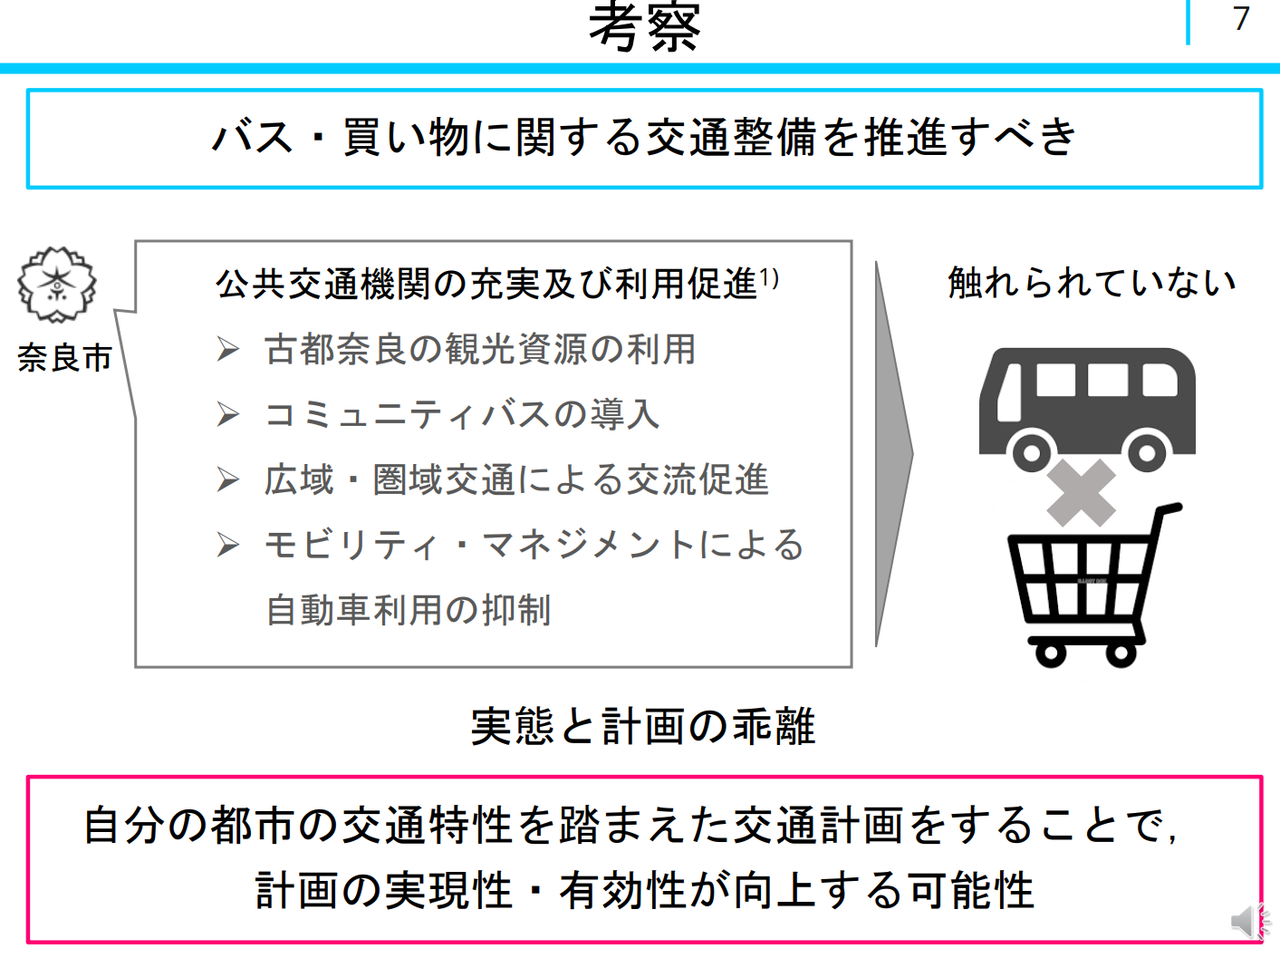 考察
7
バス・買い物に関する交通整備を推進すべき
奈良市
公共交通機関の充実及び利用促進1)
➢ 古都奈良の観光資源の利用
➢ コミュニティバスの導入
➢ 広域・圏域交通による交流促進
➢ モビリティ・マネジメントによる
自動車利用の抑制
触れられていない
実態と計画の乖離
自分の都市の交通特性を踏まえた交通計画をすることで,
計画の実現性・有効性が向上する可能性